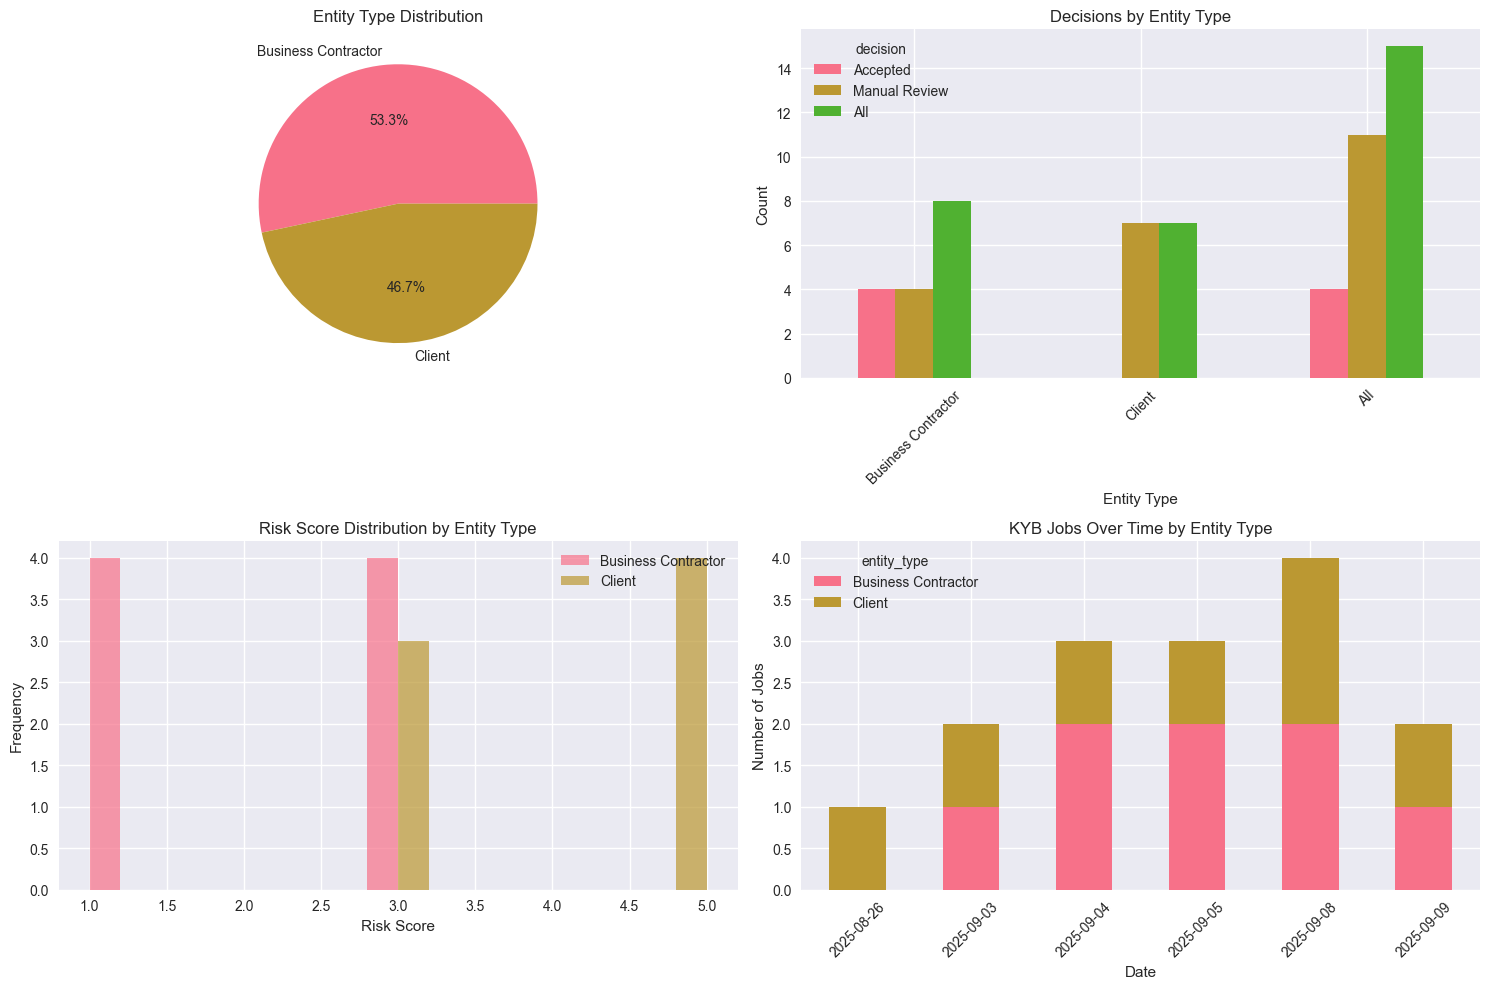 Entity Type Distribution
Business Contractor
53.3%
46.7%
Client
Decisions by Entity Type
decision
Accepted
Manual Review
All
14
12
10
8
6
4
2
0
Count
Business Contractor
Client
All
Entity Type
Risk Score Distribution by Entity Type
Business Contractor
Client
4.0
3.5
3.0
2.5
2.0
1.5
1.0
0.5
0.0
Frequency
1.0
1.5
2.0
2.5
3.0
3.5
4.0
4.5
5.0
Risk Score
KYB Jobs Over Time by Entity Type
entity_type
Business Contractor
Client
4.0
3.5
3.0
2.5
2.0
1.5
1.0
0.5
0.0
Number of Jobs
2025-08-26
2025-09-03
2025-09-04
2025-09-05
2025-09-08
2025-09-09
Date